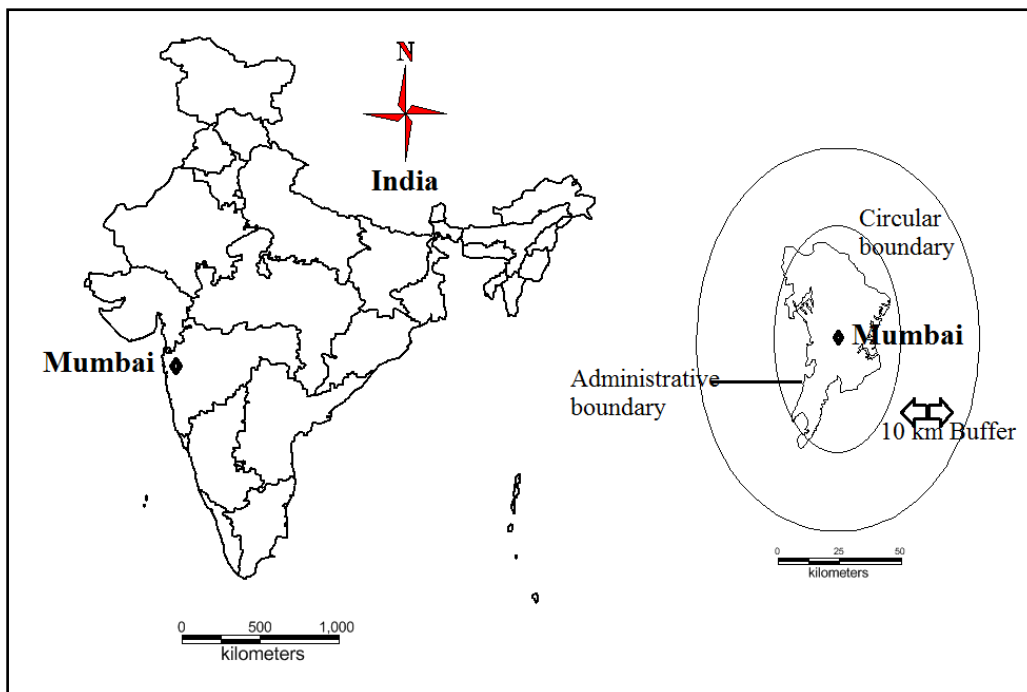 N
India
Mumbai
0 500 1,000
kilometers
Circular
boundary
Mumbai
Administrative
boundary
10 km Buffer
0 25 50
kilometers